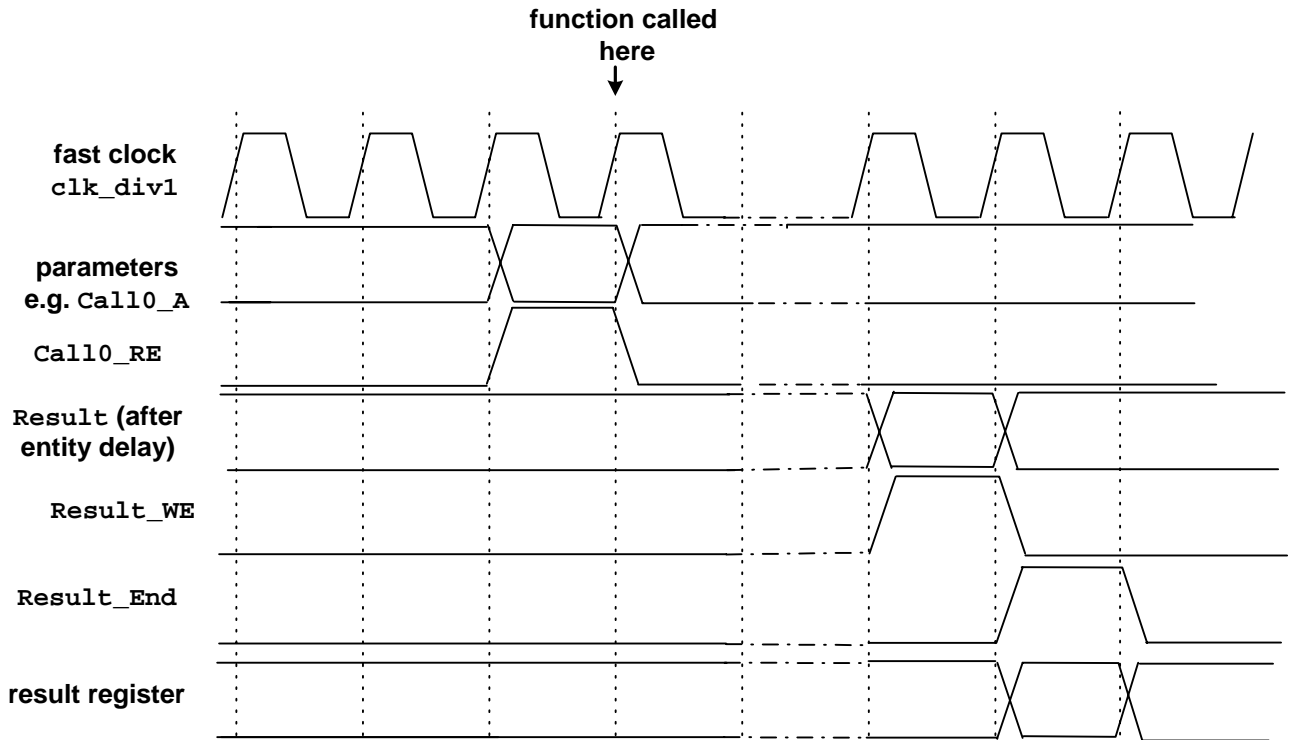 function called
here
fast clock
clk_div1
parameters
e.g. Call0_A
Call0_RE
Result (after
entity delay)
Result_WE
Result_End
result register